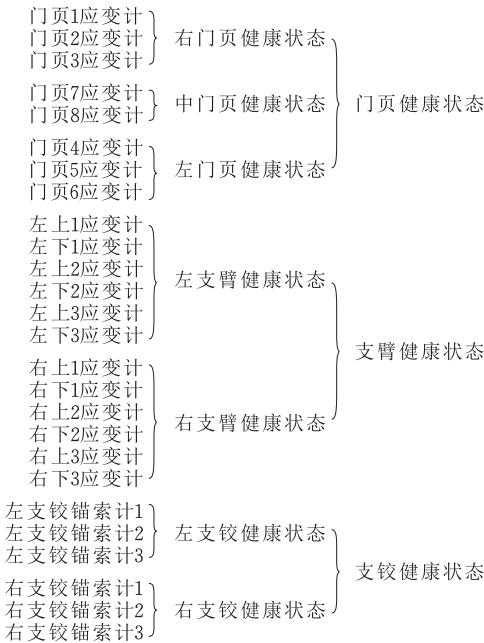 门页1应变计
门页2应变计
门页3应变计
右门页健康状态
门页7应变计
门页8应变计
中门页健康状态
门页4应变计
门页5应变计
门页6应变计
左门页健康状态
门页健康状态
左上1应变计
左下1应变计
左上2应变计
左下2应变计
左上3应变计
左下3应变计
左支臂健康状态
右上1应变计
右下1应变计
右上2应变计
右下2应变计
右上3应变计
右下3应变计
右支臂健康状态
支臂健康状态
左支铰锚索计1
左支铰锚索计2
左支铰锚索计3
左支铰健康状态
右支铰锚索计1
右支铰锚索计2
右支铰锚索计3
右支铰健康状态
支铰健康状态